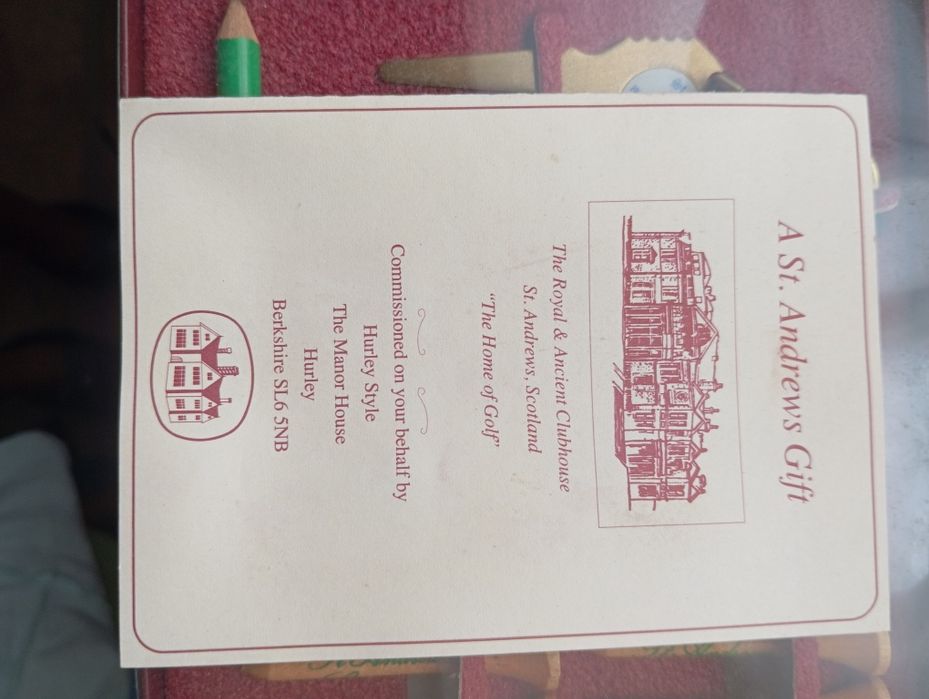 A St. Andrews Gift
The Royal & Ancient Clubhouse
St. Andrews, Scotland
“The Home of Golf”
Commissioned on your behalf by
Hurley Style
The Manor House
Hurley
Berkshire SL6 5NB